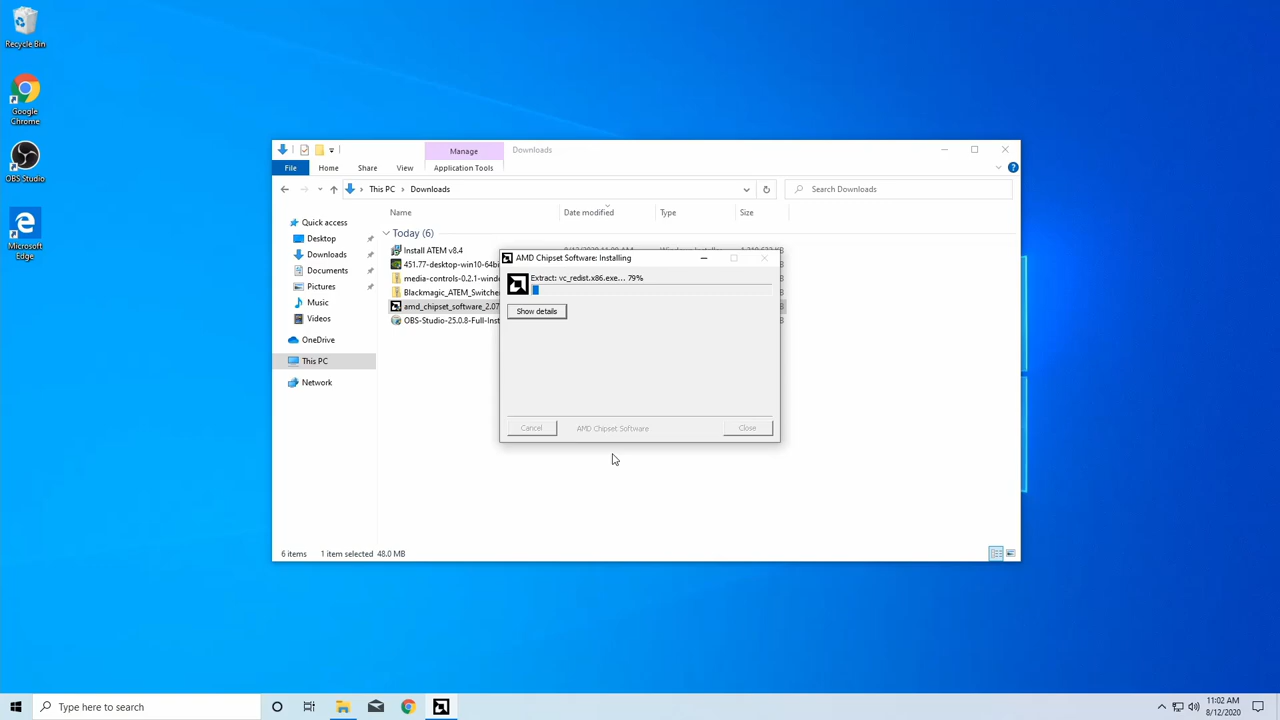 Recycle Bin
Google
Chrome
OBS Studio
Microsoft
Edge
Manage
Downloads
File
Home
Share
View
Application Tools
This PC
Downloads
Search Downloads
Name
Date modified
Type
Size
Quick access
Desktop
Downloads
Documents
Pictures
Music
Videos
OneDrive
This PC
Network
Today (6)
Install ATEM v8.4
451.77-desktop-win10-64bi
media-controls-0.2.1-wind
Blackmagic_ATEM_Switche
amd_chipset_software_2.07
OBS-Studio-25.0.8-Full-Inst
AMD Chipset Software: Installing
Extract: vc_redist.x86.exe... 79%
Show details
Cancel
AMD Chipset Software
Close
6 items
1 item selected 48.0 MB
Type here to search
11:02 AM
8/12/2020